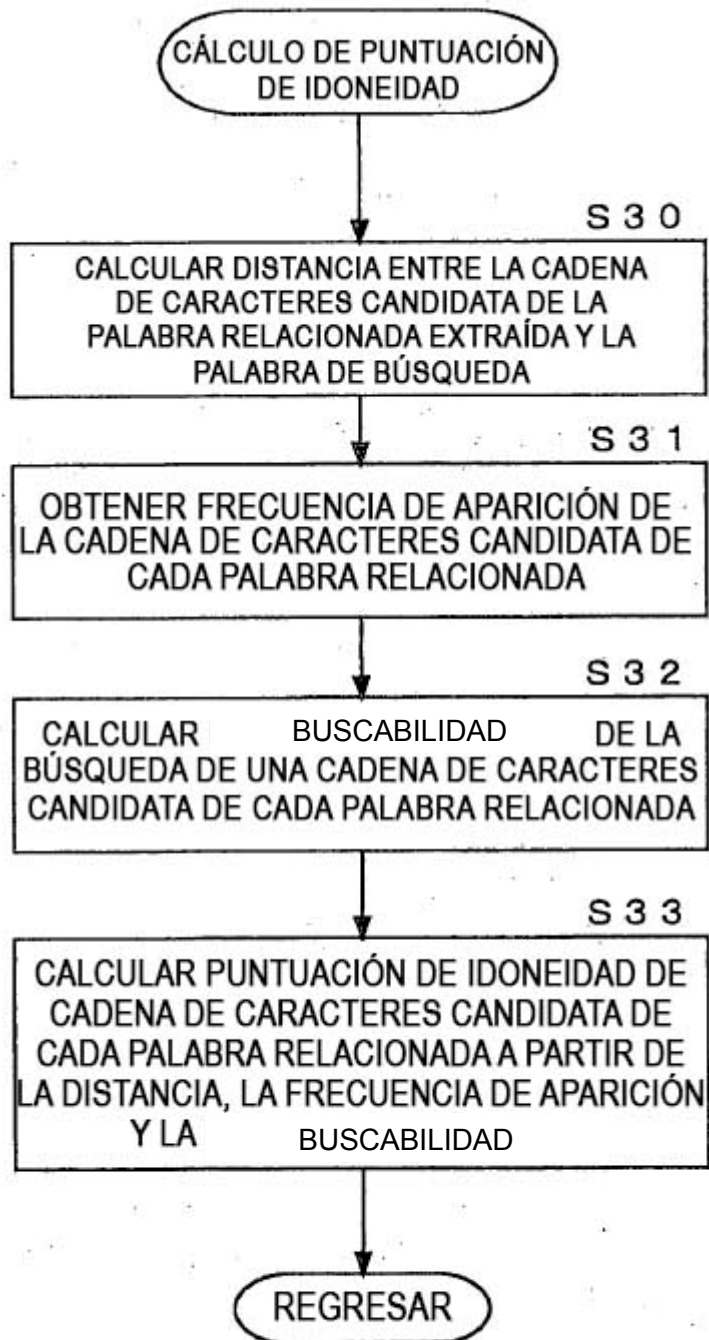 CÁLCULO DE PUNTUACIÓN
DE IDONEIDAD
S 3 0
CALCULAR DISTANCIA ENTRE LA CADENA
DE CARACTERES CANDIDATA DE LA
PALABRA RELACIONADA EXTRAÍDA Y LA
PALABRA DE BÚSQUEDA
S 3 1
OBTENER FRECUENCIA DE APARICIÓN DE
LA CADENA DE CARACTERES CANDIDATA DE
CADA PALABRA RELACIONADA
S 3 2
CALCULAR BUSCABILIDAD DE LA
BÚSQUEDA DE UNA CADENA DE CARACTERES
CANDIDATA DE CADA PALABRA RELACIONADA
S 3 3
CALCULAR PUNTUACIÓN DE IDONEIDAD DE
CADENA DE CARACTERES CANDIDATA DE
CADA PALABRA RELACIONADA A PARTIR DE
LA DISTANCIA, LA FRECUENCIA DE APARICIÓN
Y LA BUSCABILIDAD
REGRESAR